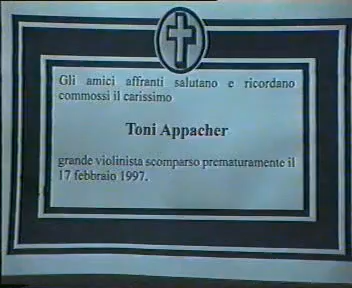 Gli amici affranti salutano e ricordano
commossi il carissimo
Toni Appacher
grande violinista scomparso prematuramente il
17 febbraio 1997.